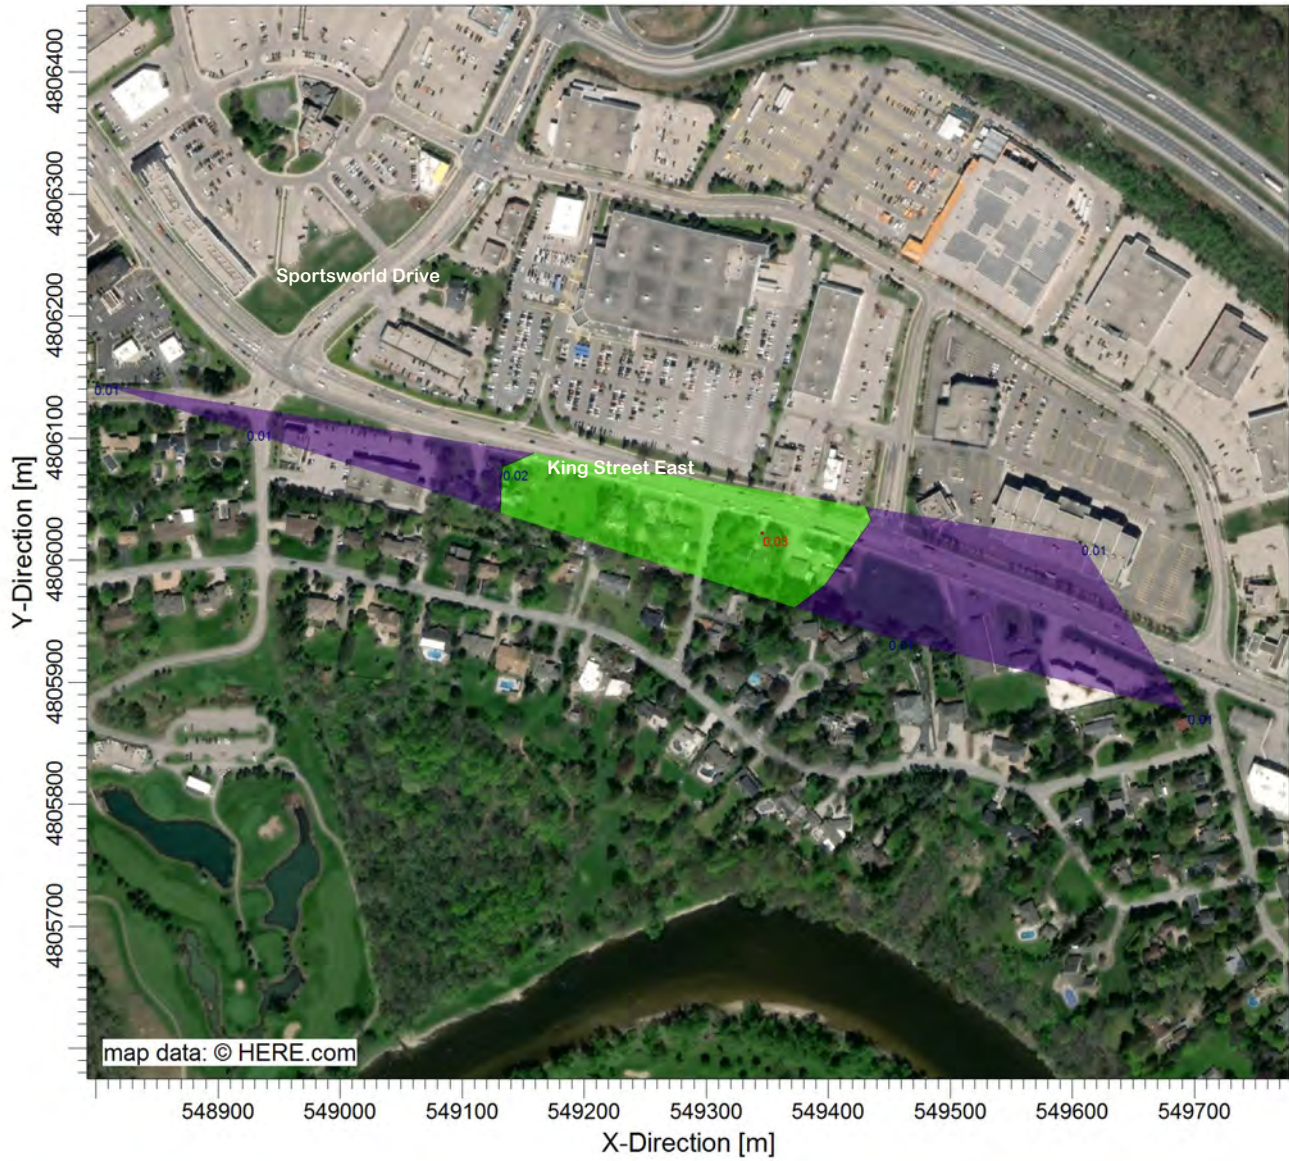 4806400
4806300
Sportsworld Drive
4806200
0.01
4806100
0.01
King Street East
0.02
0.03
0.01
4806000
Y-Direction [m]
0.01
4805900
0.01
4805800
4805700
map data: © HERE.com
548900 549000 549100 549200 549300 549400 549500 549600 549700
X-Direction [m]